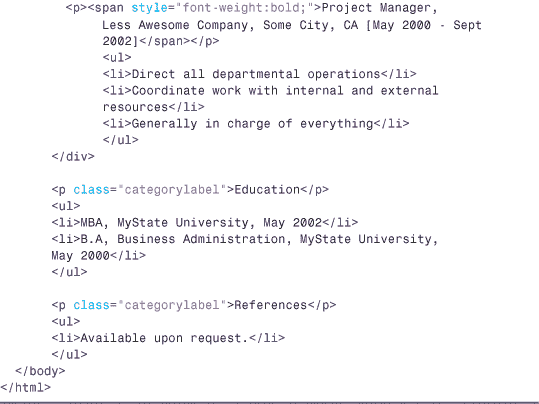 <p><span style="font-weight:bold;">Project Manager,
Less Awesome Company, Some City, CA [May 2000 - Sept
2002]</span></p>
<ul>
<li>Direct all departmental operations</li>
<li>Coordinate work with internal and external
resources</li>
<li>Generally in charge of everything</li>
</ul>
</div>
<p class="categorylabel">Education</p>
<ul>
<li>MBA, MyState University, May 2002</li>
<li>B.A, Business Administration, MyState University,
May 2000</li>
</ul>
<p class="categorylabel">References</p>
<ul>
<li>Available upon request.</li>
</ul>
</body>
</html>